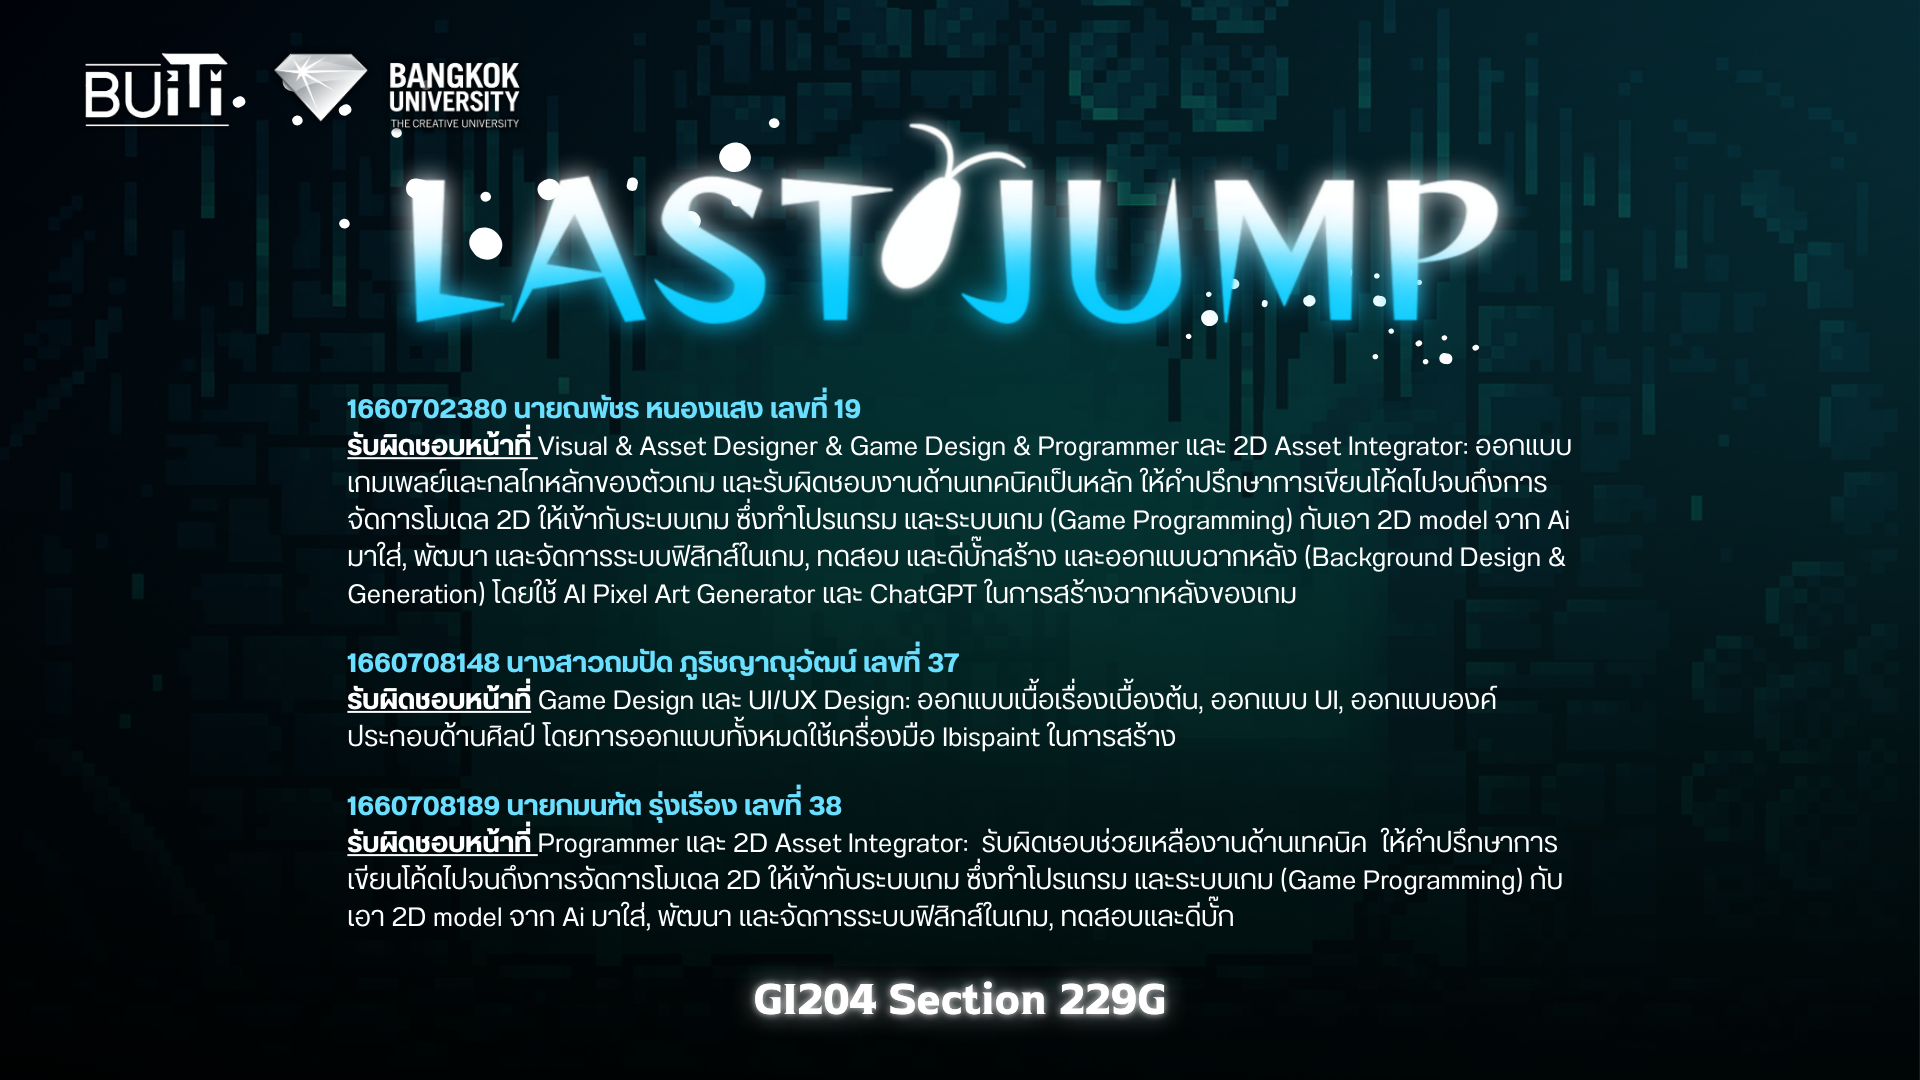 BUiTi
BANGKOK
UNIVERSITY
THE CREATIVE UNIVERSITY
LAST JUMP
1660702380 นายณพัชร หนองแสง เลขที่ 19
รับผิดชอบหน้าที่ Visual & Asset Designer & Game Design & Programmer และ 2D Asset Integrator: ออกแบบ
เกมเพลย์และกลไกหลักของตัวเกม และรับผิดชอบงานด้านเทคนิคเป็นหลัก ให้คำปรึกษาการเขียนโค้ดไปจนถึงการ
จัดการโมเดล 2D ให้เข้ากับระบบเกม ซึ่งทำโปรแกรม และระบบเกม (Game Programming) กับเอา 2D model จาก Ai
มาใส่, พัฒนา และจัดการระบบฟิสิกส์ในเกม, ทดสอบ และดีบั๊กสร้าง และออกแบบฉากหลัง (Background Design &
Generation) โดยใช้ AI Pixel Art Generator และ ChatGPT ในการสร้างฉากหลังของเกม
1660708148 นางสาวถมปัด ภูริชญาณุวัฒน์ เลขที่ 37
รับผิดชอบหน้าที่ Game Design และ UI/UX Design: ออกแบบเนื้อเรื่องเบื้องต้น, ออกแบบ UI, ออกแบบองค์
ประกอบด้านศิลป์ โดยการออกแบบทั้งหมดใช้เครื่องมือ Ibispaint ในการสร้าง
1660708189 นายกมนฑัต รุ่งเรือง เลขที่ 38
รับผิดชอบหน้าที่ Programmer และ 2D Asset Integrator: รับผิดชอบช่วยเหลืองานด้านเทคนิค ให้คำปรึกษาการ
เขียนโค้ดไปจนถึงการจัดการโมเดล 2D ให้เข้ากับระบบเกม ซึ่งทำโปรแกรม และระบบเกม (Game Programming) กับ
เอา 2D model จาก Ai มาใส่, พัฒนา และจัดการระบบฟิสิกส์ในเกม, ทดสอบและดีบั๊ก
GI204 Section 229G